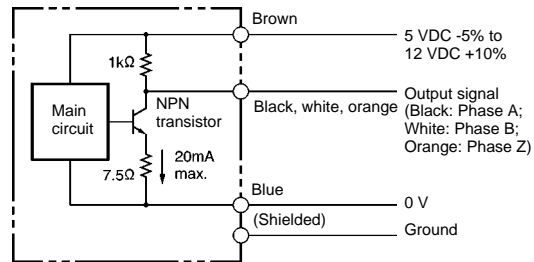 Brown
5 VDC -5% to
12 VDC +10%
1kΩ
Main
circuit
NPN
transistor
Black, white, orange
Output signal
(Black: Phase A;
White: Phase B;
Orange: Phase Z)
20mA
max.
7.5Ω
Blue
0 V
(Shielded)
Ground